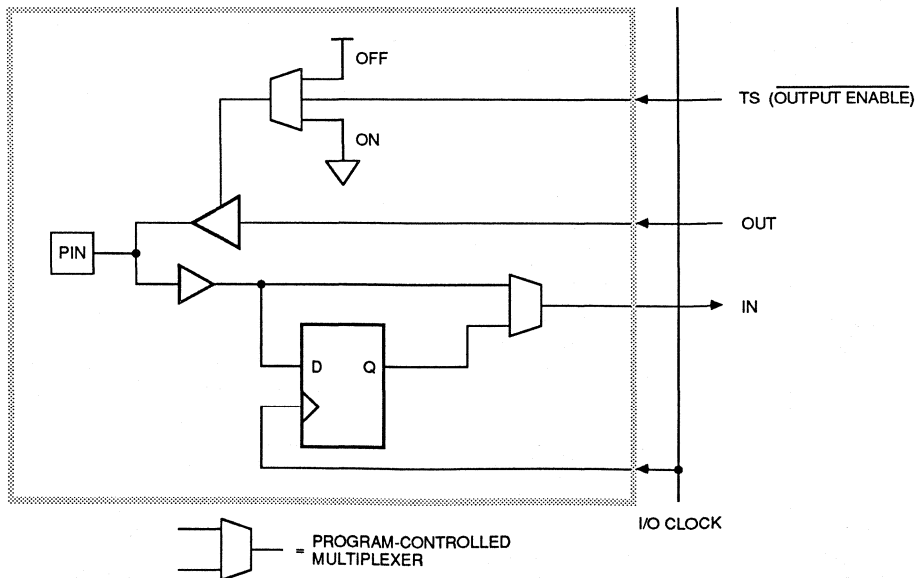 OFF
TS (OUTPUT ENABLE)
ON
OUT
PIN
IN
D Q
I/O CLOCK
= PROGRAM-CONTROLLED
MULTIPLEXER